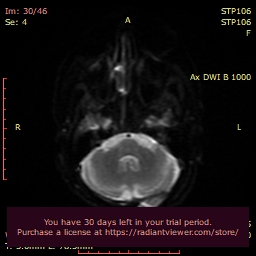 Im: 30/46
Se: 4
A
STP106
STP106
F
Ax DWI B 1000
R
L
You have 30 days left in your trial period.
Purchase a license at https://radiantviewer.com/store/